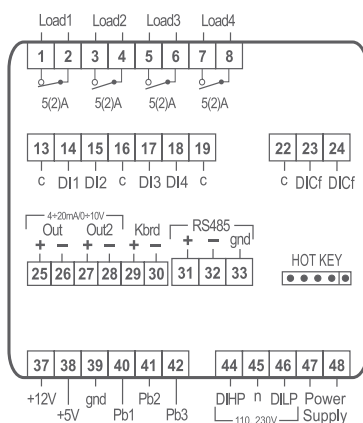 Load1 Load2 Load3 Load4
1 2 3 4 5 6 7 8
5(2)A 5(2)A 5(2)A 5(2)A
13 14 15 16 17 18 19 22 23 24
c DI1 DI2 c DI3 DI4 c c DICf DICf
4÷20mA/0÷10V
Out Out2 Kbrd RS485
+ − + − + − + − gnd
25 26 27 28 29 30 31 32 33
HOT KEY
37 38 39 40 41 42 44 45 46 47 48
+12V gnd Pb2 DIHP n DILP Power
+5V Pb1 Pb3 110 230V Supply